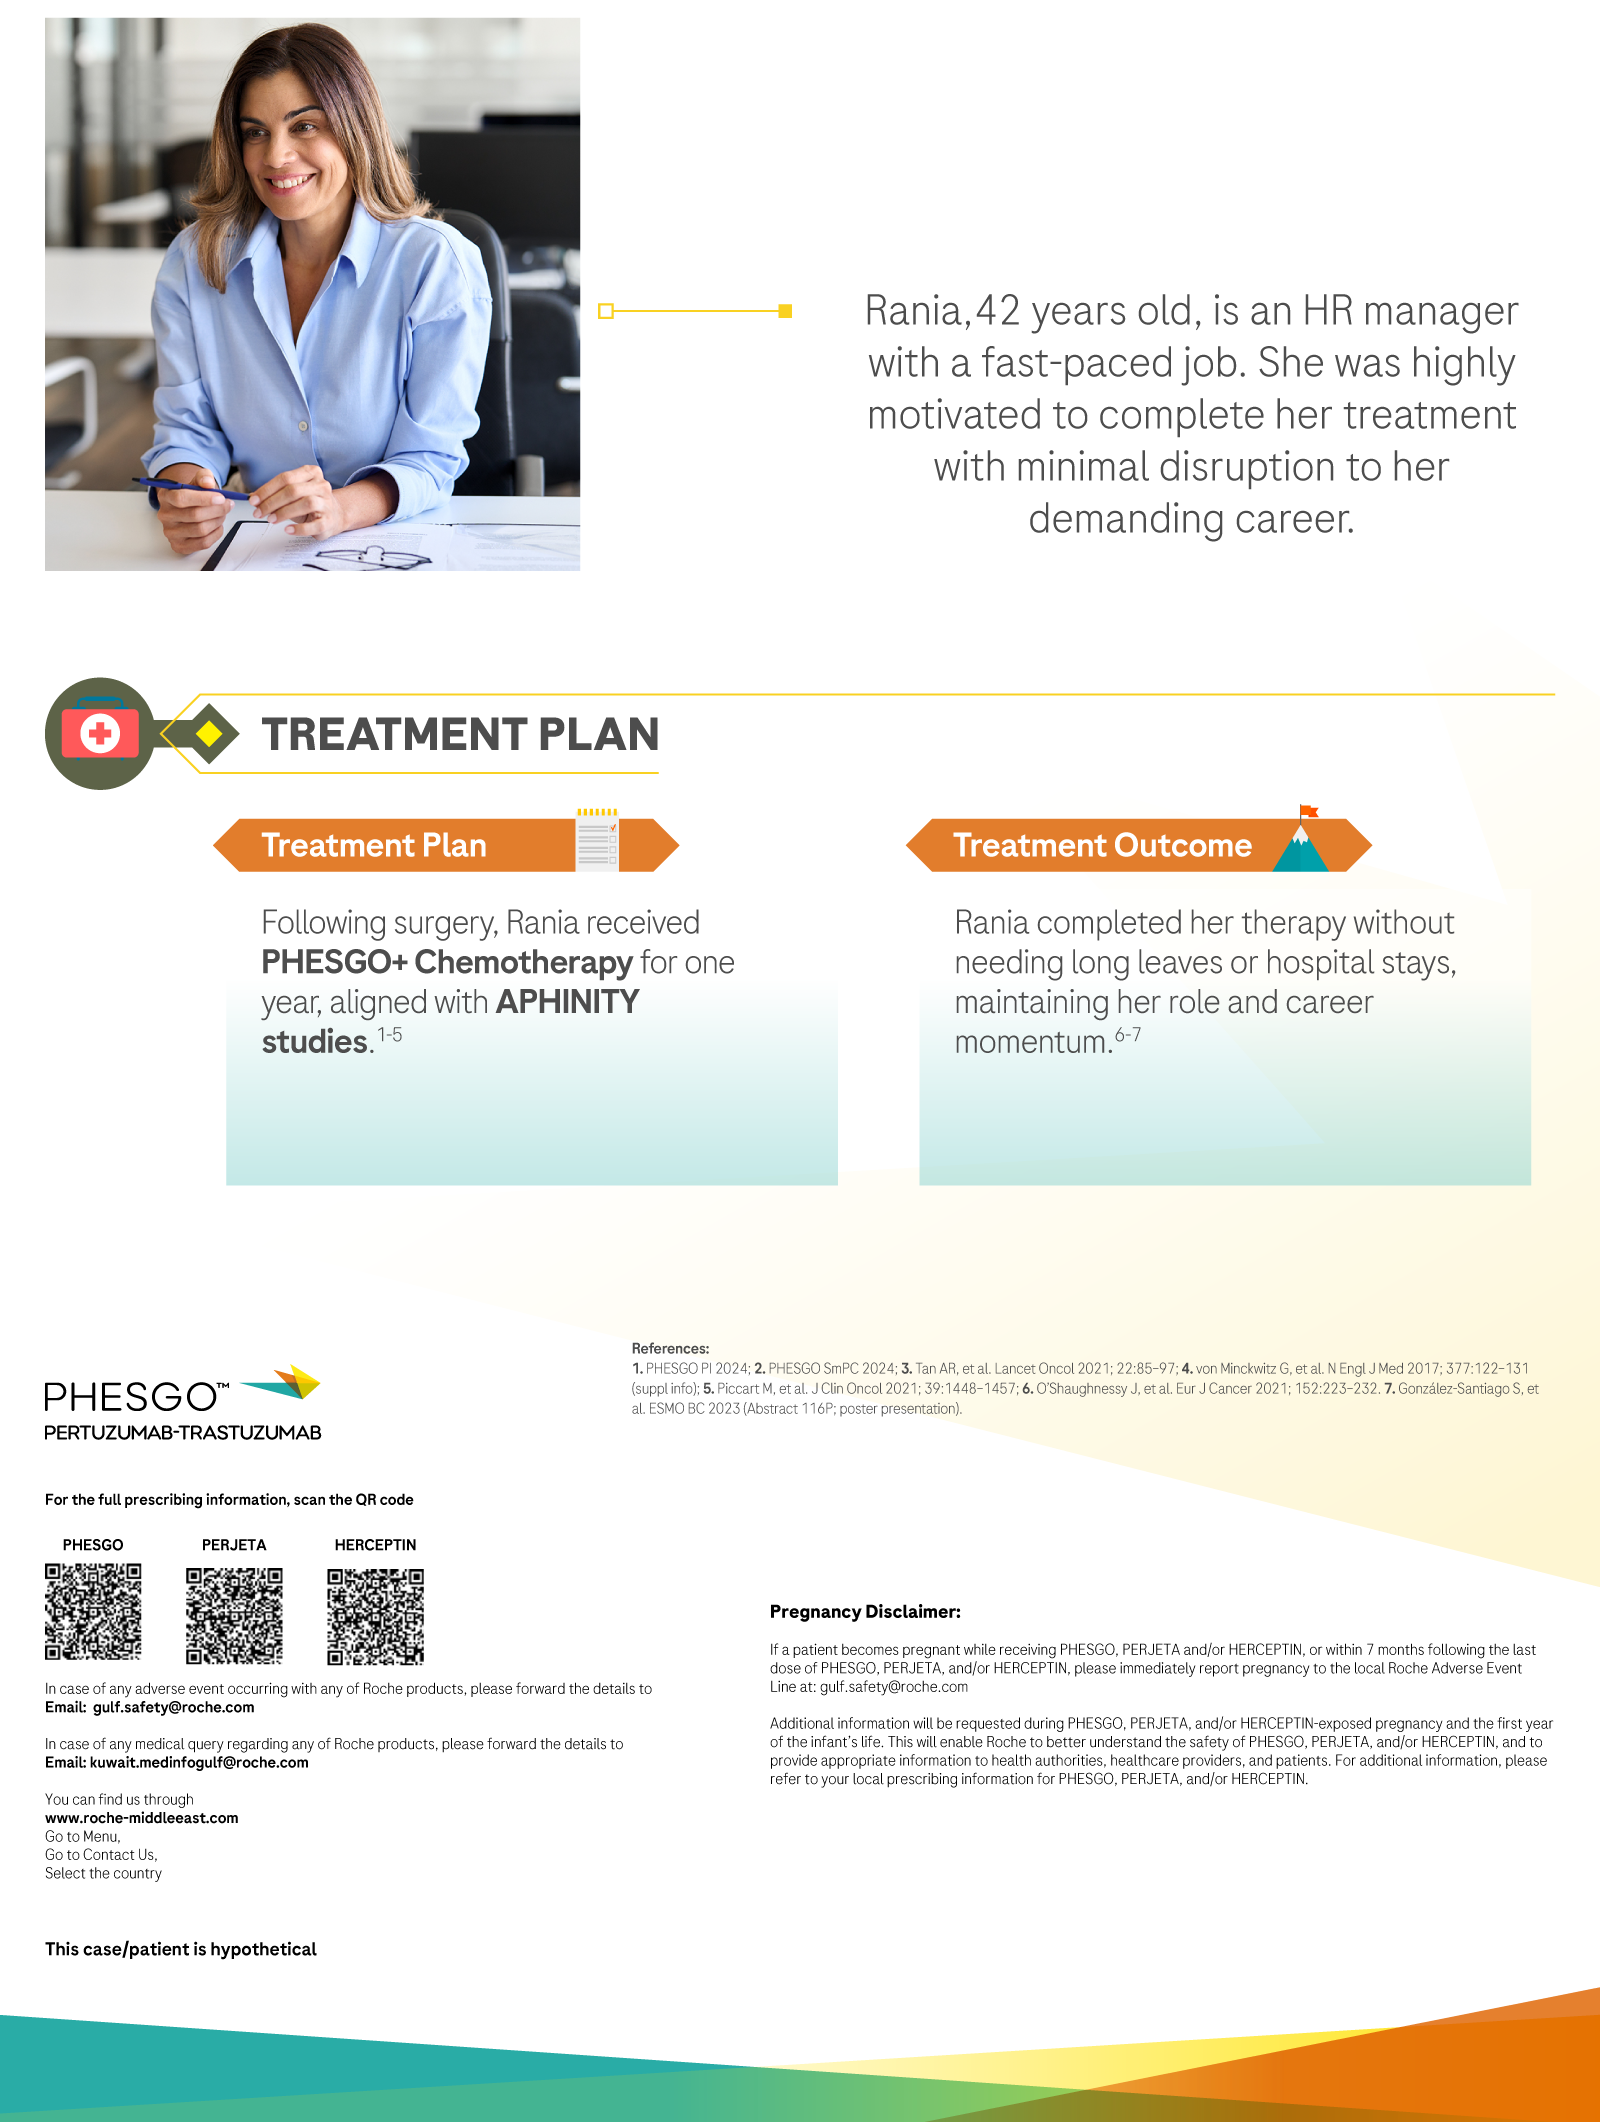 Rania,42 years old, is an HR manager
with a fast-paced job. She was highly
motivated to complete her treatment
with minimal disruption to her
demanding career.
TREATMENT PLAN
Treatment Plan
Following surgery, Rania received
PHESGO+ Chemotherapy for one
year, aligned with APHINITY
studies.1-5
Treatment Outcome
Rania completed her therapy without
needing long leaves or hospital stays,
maintaining her role and career
momentum.6-7
References:
1. PHESGO PI 2024; 2. PHESGO SmPC 2024; 3. Tan AR, et al. Lancet Oncol 2021; 22:85–97; 4. von Minckwitz G, et al. N Engl J Med 2017; 377:122–131
(suppl info); 5. Piccart M, et al. J Clin Oncol 2021; 39:1448–1457; 6. O'Shaughnessy J, et al. Eur J Cancer 2021; 152:223–232. 7. González-Santiago S, et
al. ESMO BC 2023 (Abstract 116P; poster presentation).
PHESGO™
PERTUZUMAB-TRASTUZUMAB
For the full prescribing information, scan the QR code
PHESGO PERJETA HERCEPTIN
In case of any adverse event occurring with any of Roche products, please forward the details to
Email: gulf.safety@roche.com
In case of any medical query regarding any of Roche products, please forward the details to
Email: kuwait.medinfogulf@roche.com
You can find us through
www.roche-middleeast.com
Go to Menu,
Go to Contact Us,
Select the country
Pregnancy Disclaimer:
If a patient becomes pregnant while receiving PHESGO, PERJETA and/or HERCEPTIN, or within 7 months following the last
dose of PHESGO, PERJETA, and/or HERCEPTIN, please immediately report pregnancy to the local Roche Adverse Event
Line at: gulf.safety@roche.com
Additional information will be requested during PHESGO, PERJETA, and/or HERCEPTIN-exposed pregnancy and the first year
of the infant's life. This will enable Roche to better understand the safety of PHESGO, PERJETA, and/or HERCEPTIN, and to
provide appropriate information to health authorities, healthcare providers, and patients. For additional information, please
refer to your local prescribing information for PHESGO, PERJETA, and/or HERCEPTIN.
This case/patient is hypothetical